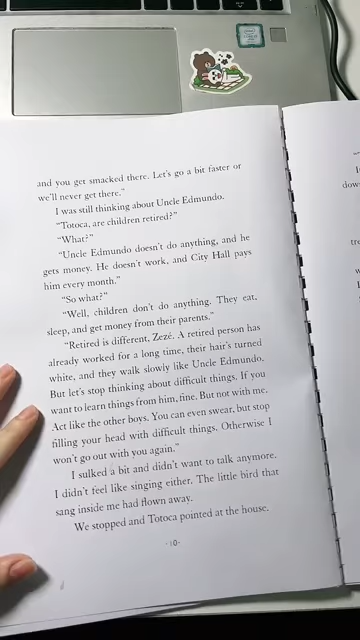 and you get smacked there. Let's go a bit faster or
we'll never get there."
I was still thinking about Uncle Edmundo.
"Totoca, are children retired?"
"What?"
"Uncle Edmundo doesn't do anything, and he
gets money. He doesn't work, and City Hall pays
him every month."
"So what?"
"Well, children don't do anything. They eat,
sleep, and get money from their parents."
"Retired is different, Zezé. A retired person has
already worked for a long time, their hair's turned
white, and they walk slowly like Uncle Edmundo.
But let's stop thinking about difficult things. If you
want to learn things from him, fine. But not with me.
Act like the other boys. You can even swear, but stop
filling your head with difficult things. Otherwise I
won't go out with you again."
I sulked a bit and didn't want to talk anymore.
I didn't feel like singing either. The little bird that
sang inside me had flown away.
We stopped and Totoca pointed at the house.
-10-
down